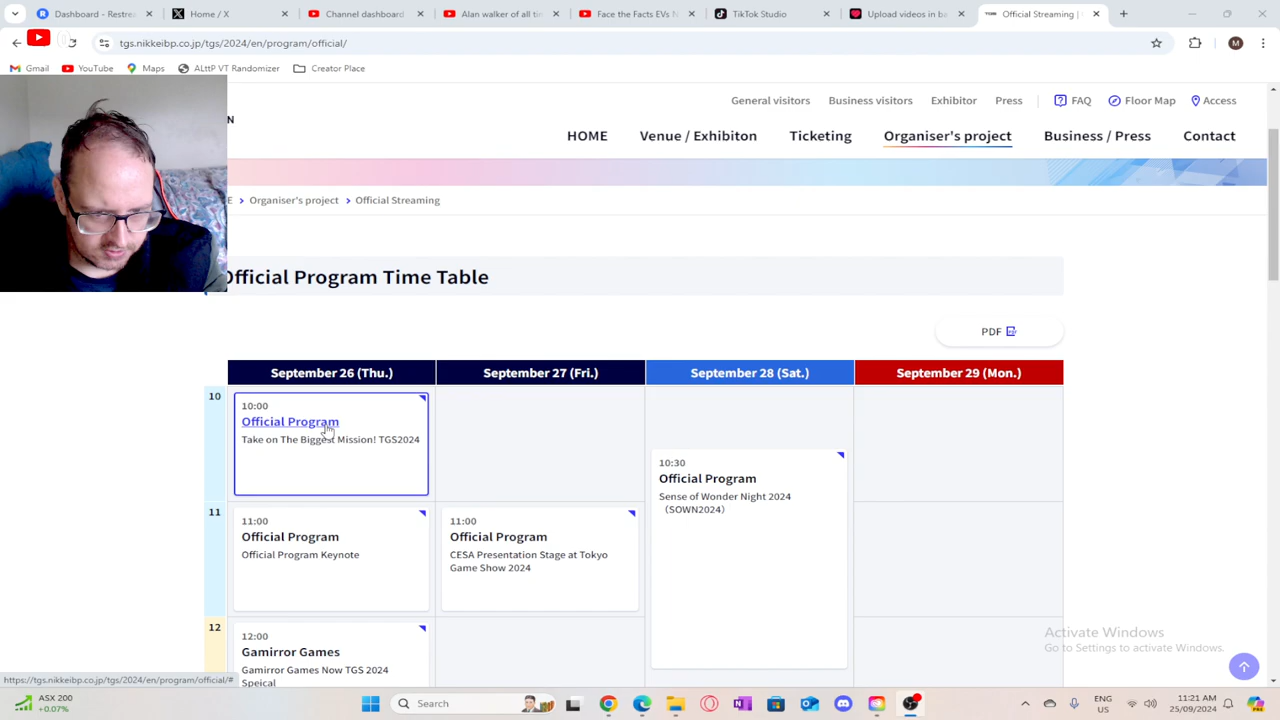 Dashboard - Restrea
Home / X
Channel dashboard
Alan walker of all tim
Face the Facts EVs N
TikTok Studio
Upload videos in ba
Official Streaming |
tgs.nikkeibp.co.jp/tgs/2024/en/program/official/
M
Gmail
YouTube
Maps
ALttP VT Randomizer
Creator Place
General visitors
Business visitors
Exhibitor
Press
FAQ
Floor Map
Access
N
HOME
Venue / Exhibiton
Ticketing
Organiser's project
Business / Press
Contact
E > Organiser's project > Official Streaming
Official Program Time Table
PDF
September 26 (Thu.)
September 27 (Fri.)
September 28 (Sat.)
September 29 (Mon.)
10
10:00
Official Program
Take on The Biggest Mission! TGS2024
10:30
Official Program
Sense of Wonder Night 2024
(SOWN2024)
11
11:00
Official Program
Official Program Keynote
11:00
Official Program
CESA Presentation Stage at Tokyo
Game Show 2024
12
12:00
Gamirror Games
Gamirror Games Now TGS 2024
Speical
Activate Windows
Go to Settings to activate Windows.
https://tgs.nikkeibp.co.jp/tgs/2024/en/program/official/#
ASX 200
+0.07%
Search
ENG
US
11:21 AM
25/09/2024